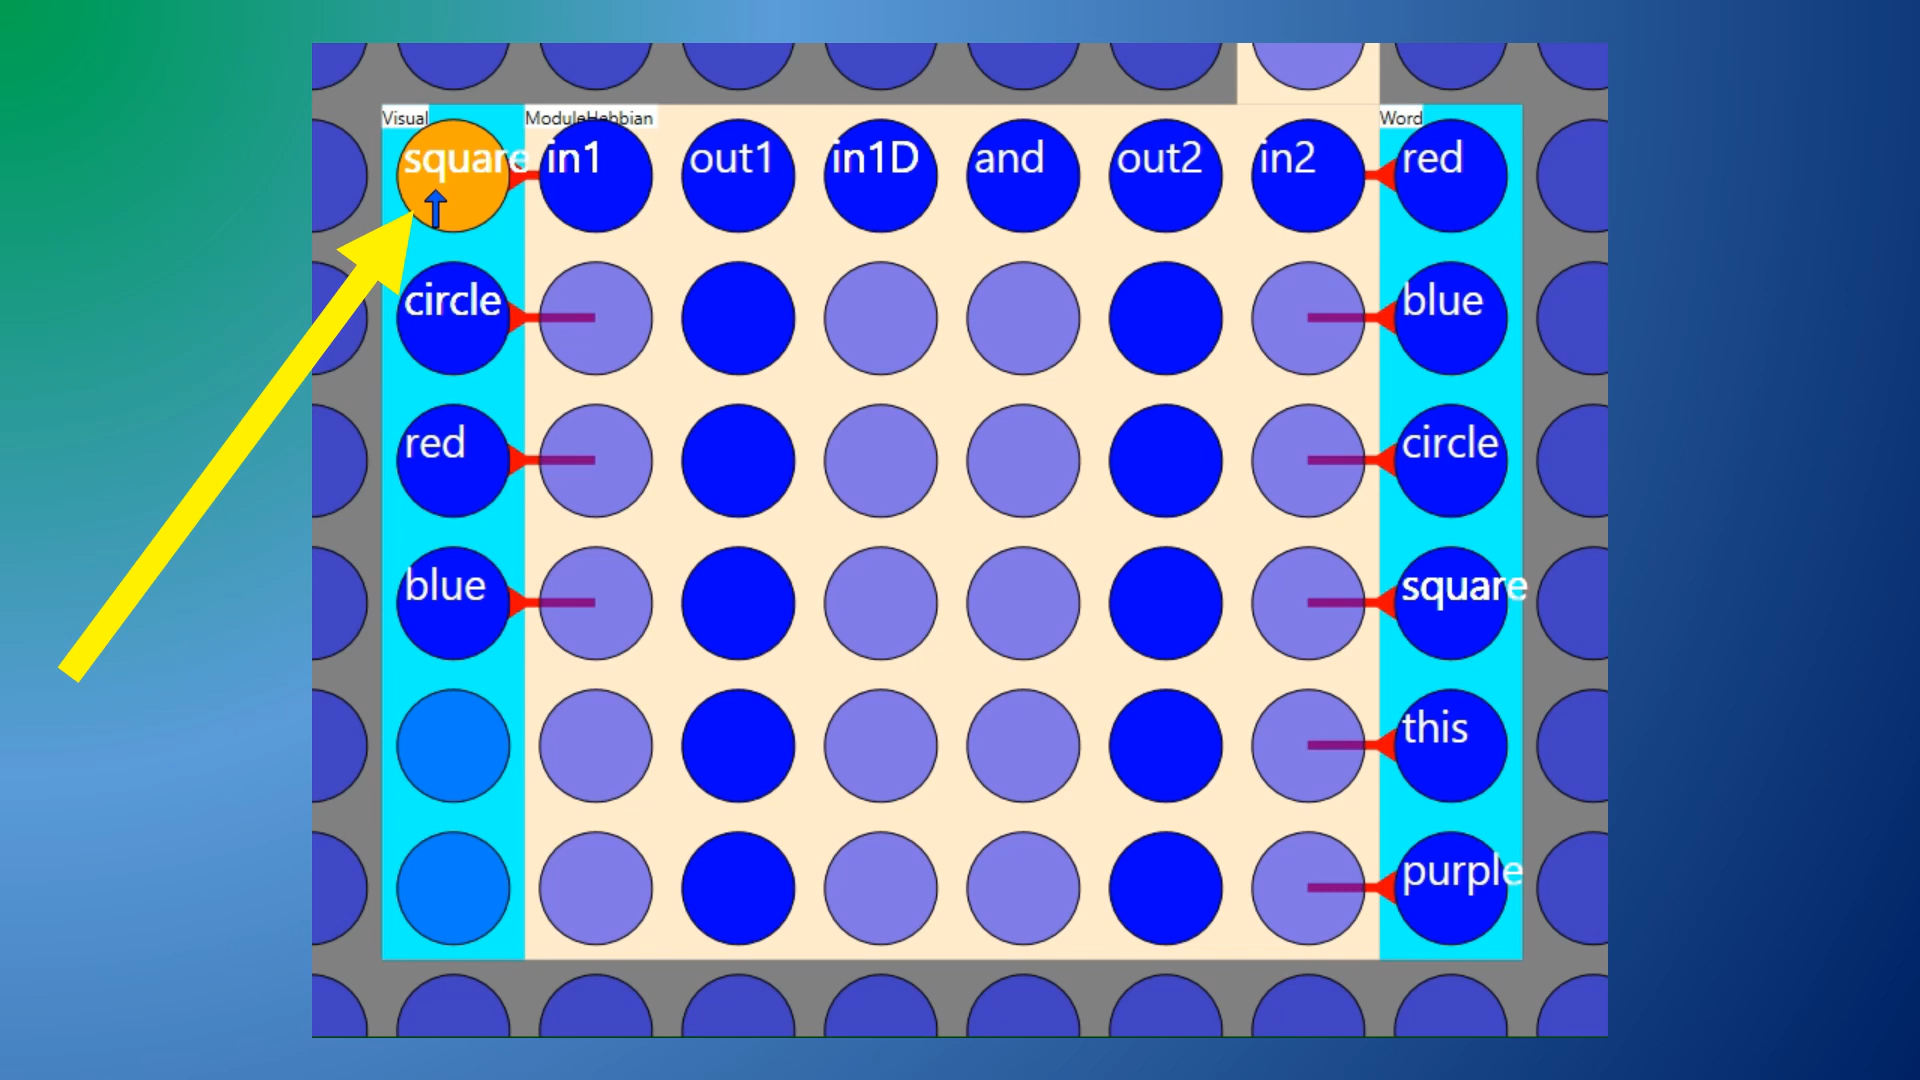 Visual ModuleHebbian Word
square in1 out1 in1D and out2 in2 red
circle blue
red circle
blue square
this
purple